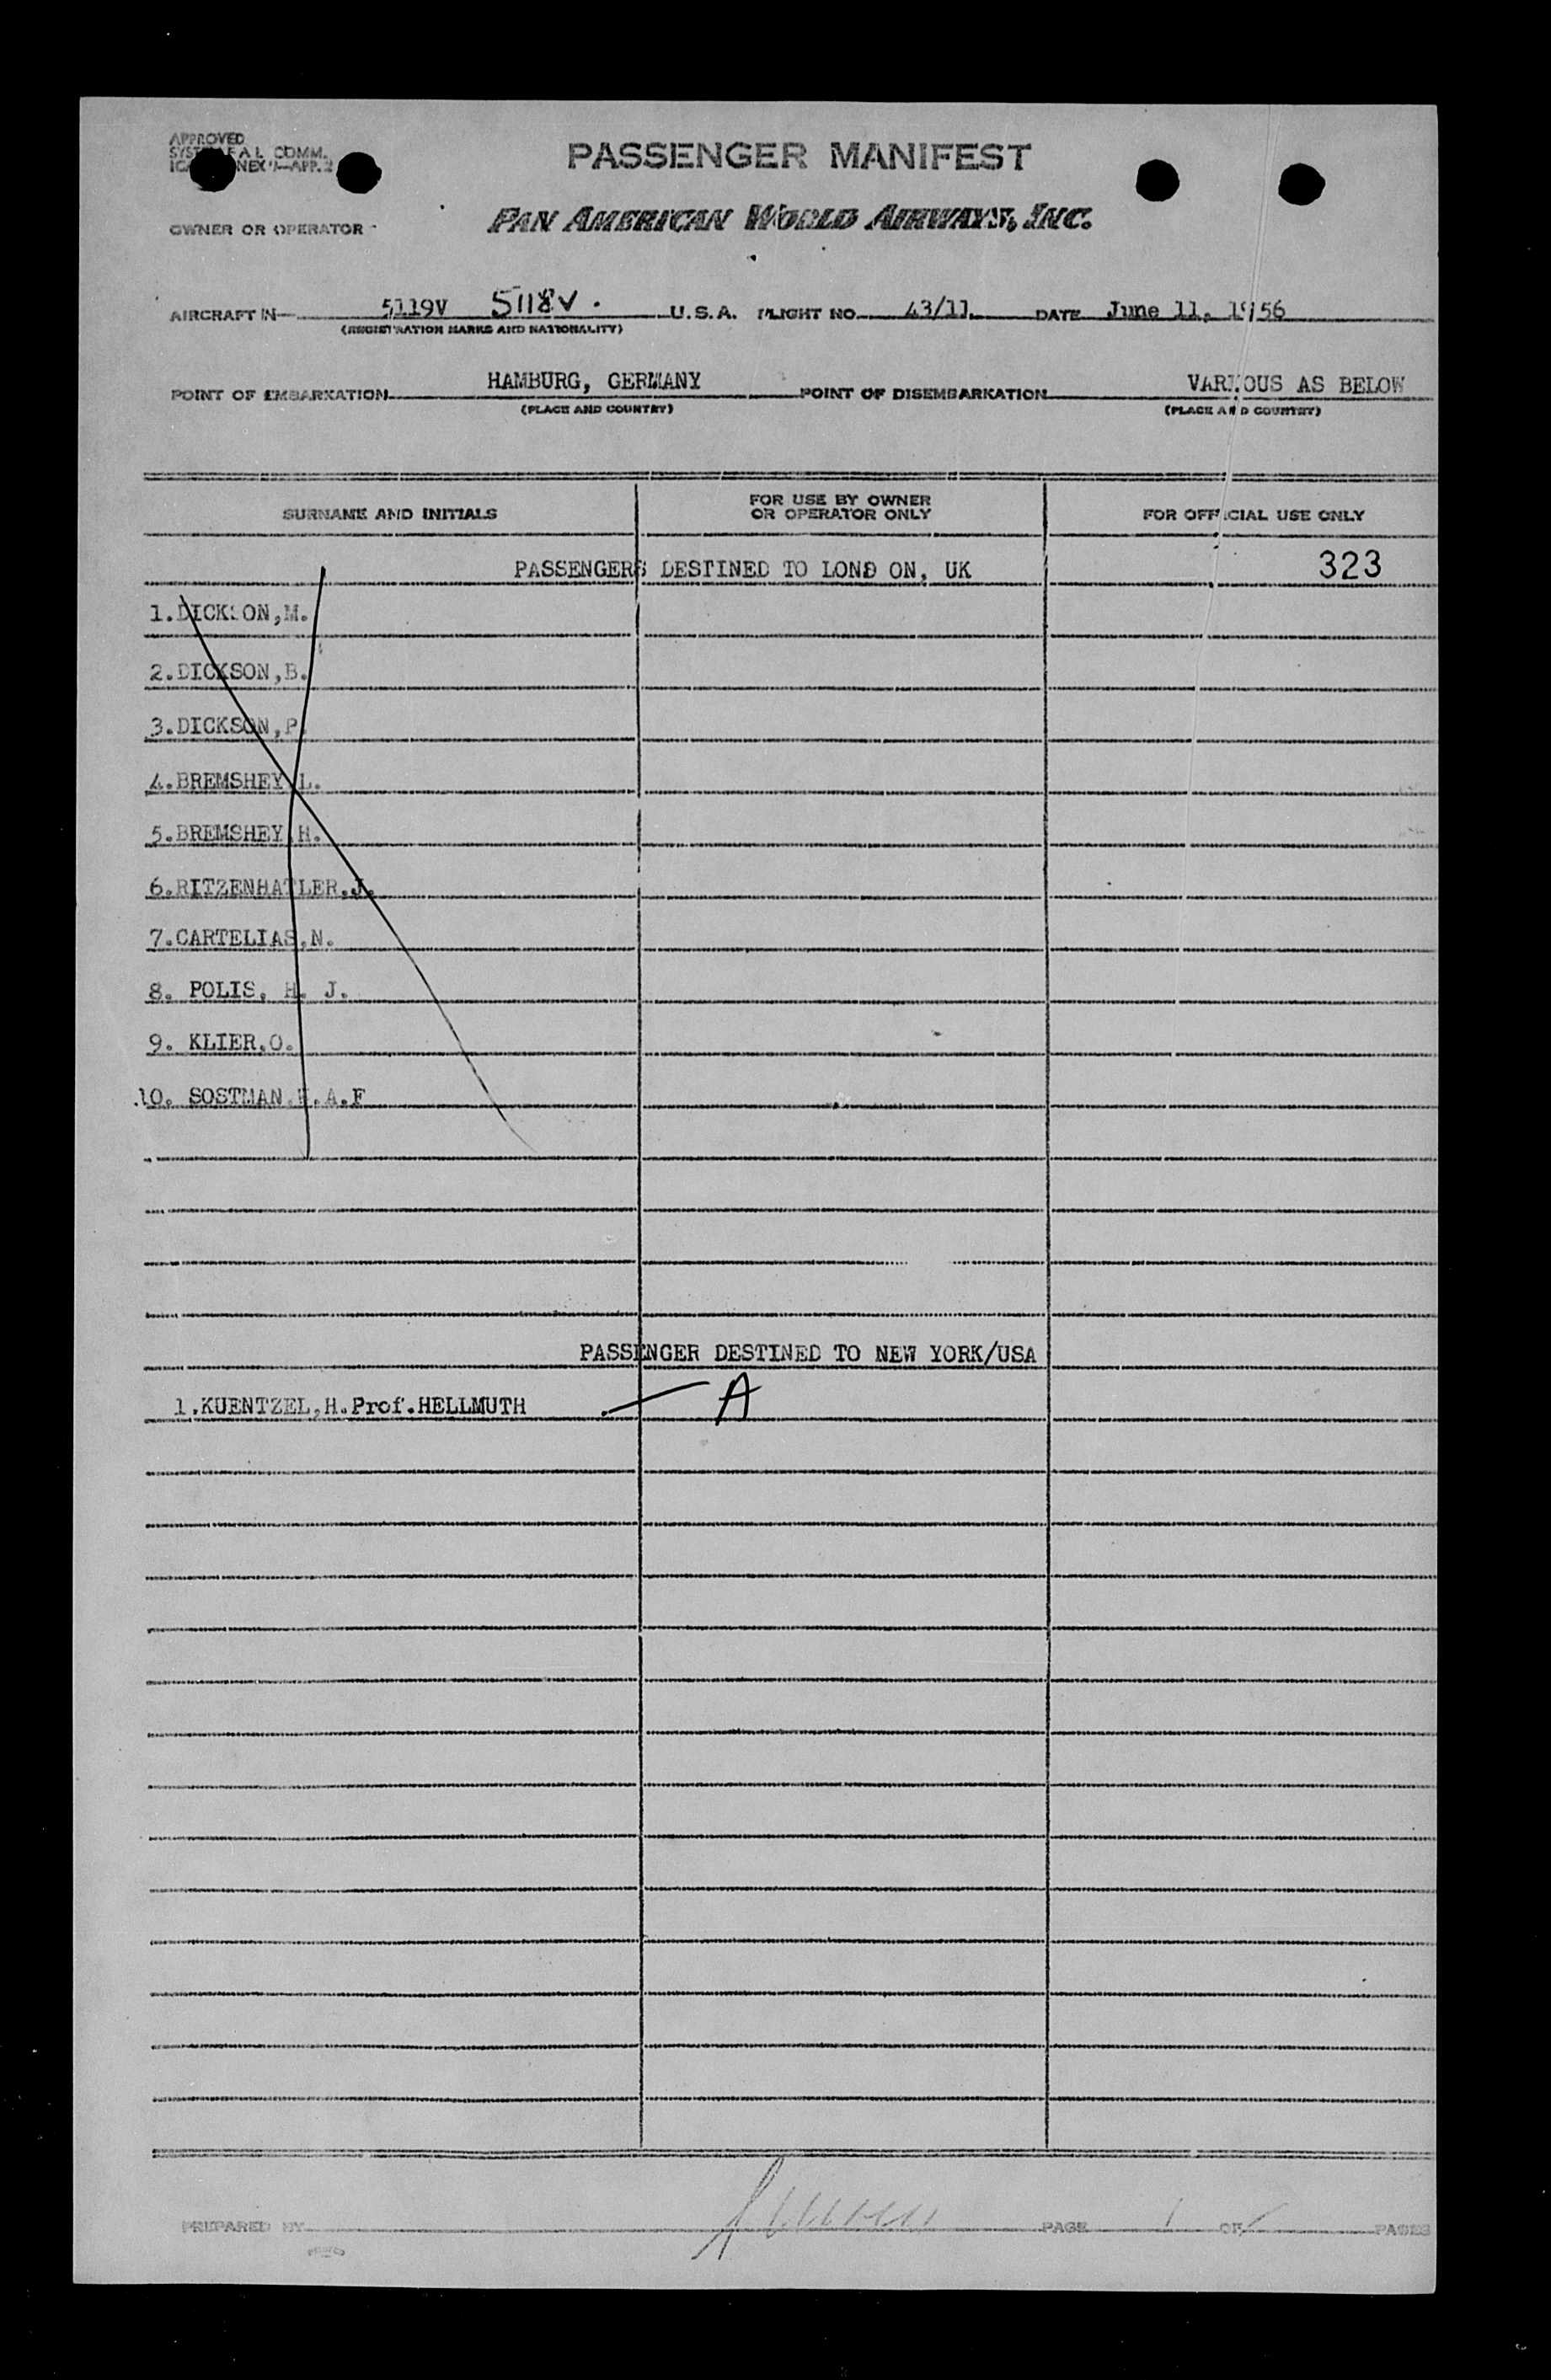 APPROVED
COMM.
APP. 2
PASSENGER MANIFEST
OWNER OR OPERATOR
PAN AMERICAN WORLD AIRWAYS, INC.
AIRCRAFT N 5119V 5118V. U.S.A. FLIGHT NO. 43/11 DATE June 11, 1956
(REGISTRATION MARKS AND NATIONALITY)
POINT OF EMBARKATION HAMBURG, GERMANY POINT OF DISEMBARKATION VARIOUS AS BELOW
(PLACE AND COUNTRY) (PLACE AND COUNTRY)
SURNAME AND INITIALS FOR USE BY OWNER OR OPERATOR ONLY FOR OFFICIAL USE ONLY
PASSENGERS DESTINED TO LOND ON, UK 323
1.DICKSON,M.
2.DICKSON,B.
3.DICKSON,P.
4.BREMSHEY,L.
5.BREMSHEY,H.
6.RITZENHATLER,J.
7.CARTELIAS,N.
8. POLIS, H. J.
9. KLIER,O.
10. SOSTMAN A.F
PASSENGER DESTINED TO NEW YORK/USA
1.KUENTZEL,H.Prof.HELLMUTH A
PREPARED BY PAGE 1 OF PAGES